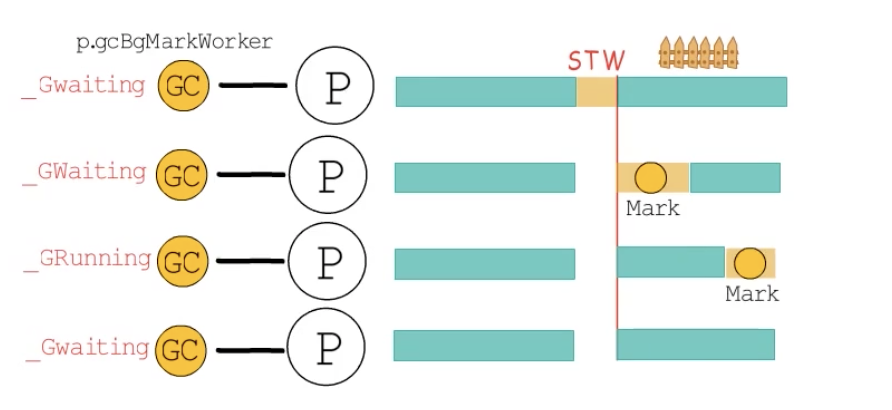 p.gcBgMarkWorker
STW
_Gwaiting GC P
_GWaiting GC P
Mark
_GRunning GC P
Mark
_Gwaiting GC P